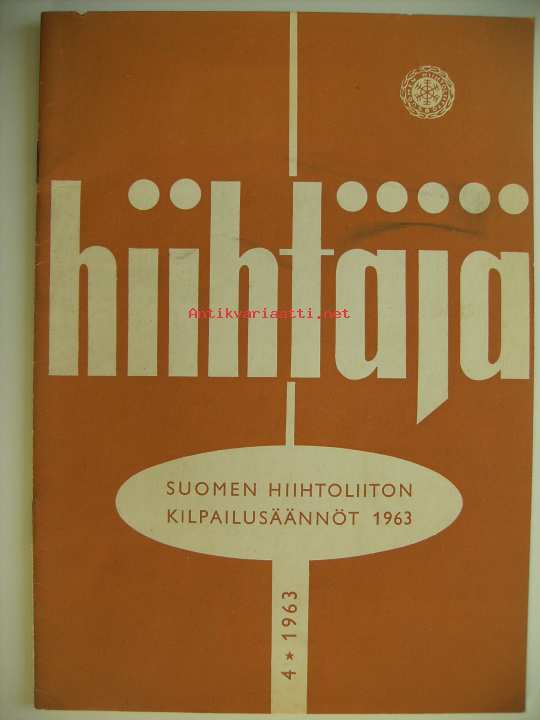 hiihtäjä
Antikvariaatti.net
SUOMEN HIIHTOLIITON
KILPAILUSÄÄNNÖT 1963
4 ★ 1963